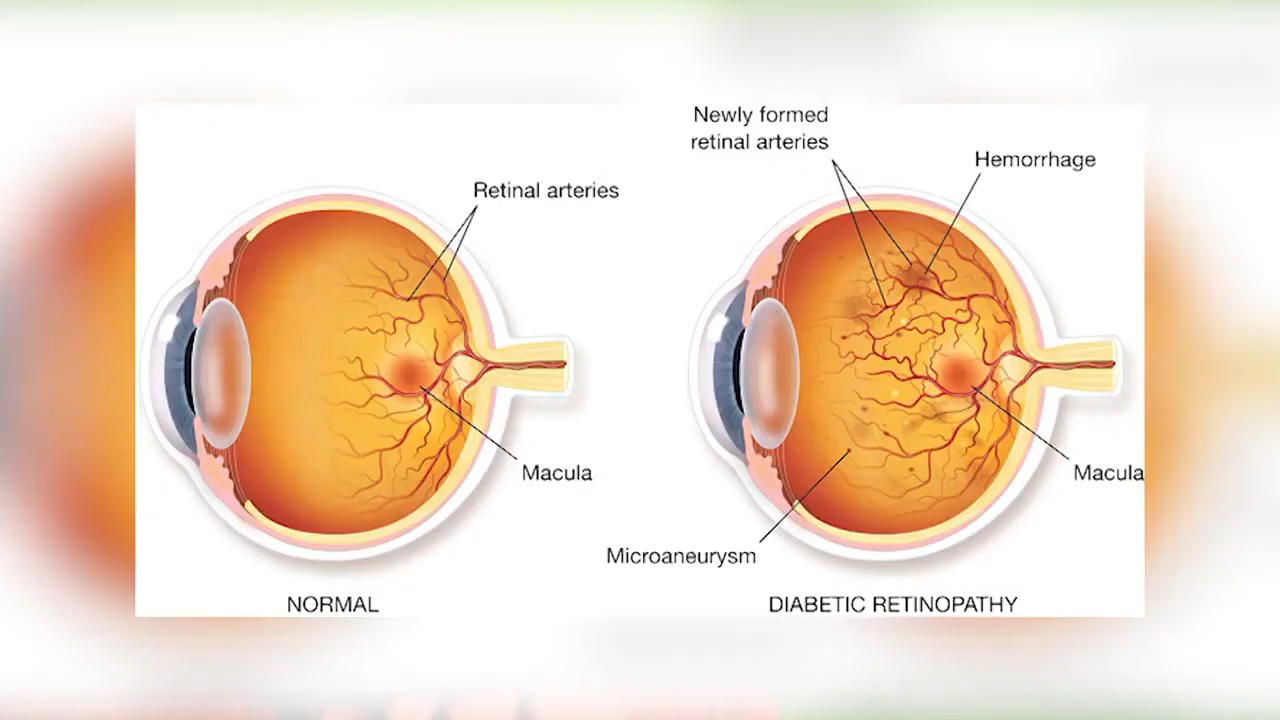 Retinal arteries
Macula
NORMAL
Newly formed
retinal arteries
Hemorrhage
Macula
Microaneurysm
DIABETIC RETINOPATHY